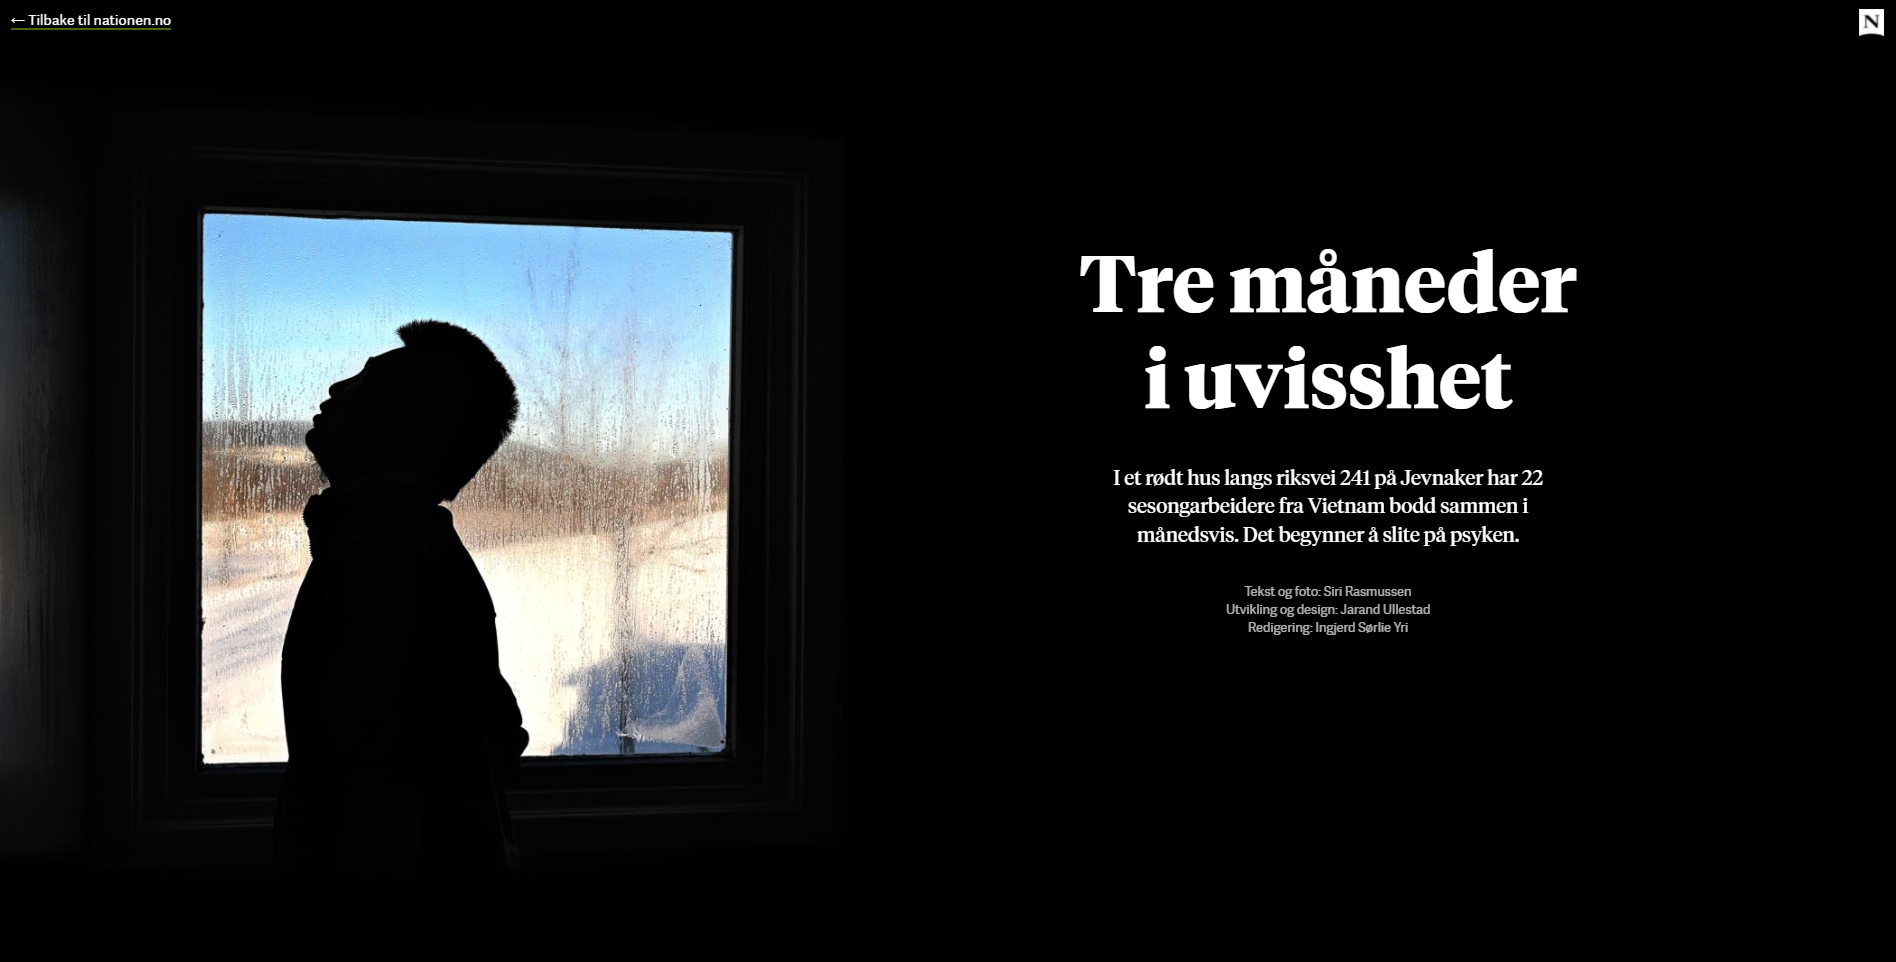 ← Tilbake til nationen.no
N
Tre måneder
i uvisshet
I et rødt hus langs riksvei 241 på Jevnaker har 22
sesongarbeidere fra Vietnam bodd sammen i
månedsvis. Det begynner å slite på psyken.
Tekst og foto: Siri Rasmussen
Utvikling og design: Jarand Ullestad
Redigering: Ingjerd Sørlie Yri